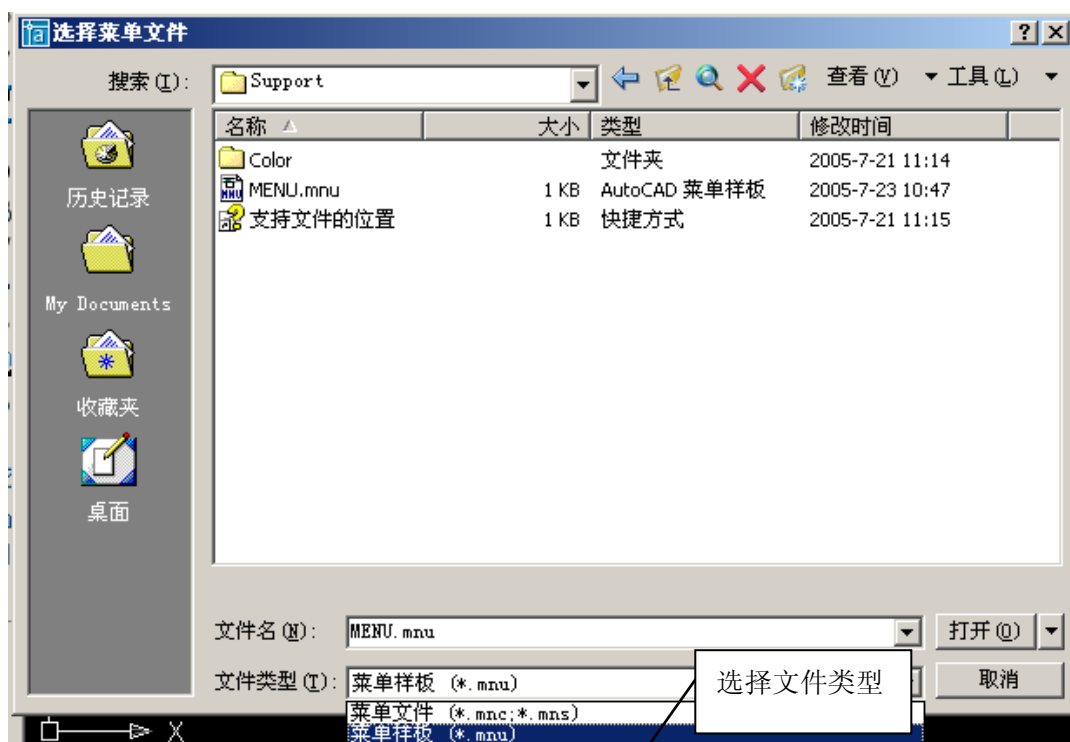 选择菜单文件
搜索(I):
Support
查看(V)
工具(L)
名称 大小 类型 修改时间
Color 文件夹 2005-7-21 11:14
MENU.mnu 1 KB AutoCAD 菜单样板 2005-7-23 10:47
支持文件的位置 1 KB 快捷方式 2005-7-21 11:15
历史记录
My Documents
收藏夹
桌面
文件名(N): MENU.mnu 打开(O)
文件类型(T): 菜单样板 (*.mnu) 取消
选择文件类型
菜单文件 (*.mnc;*.mns)
菜单样板 (*.mnu)
X